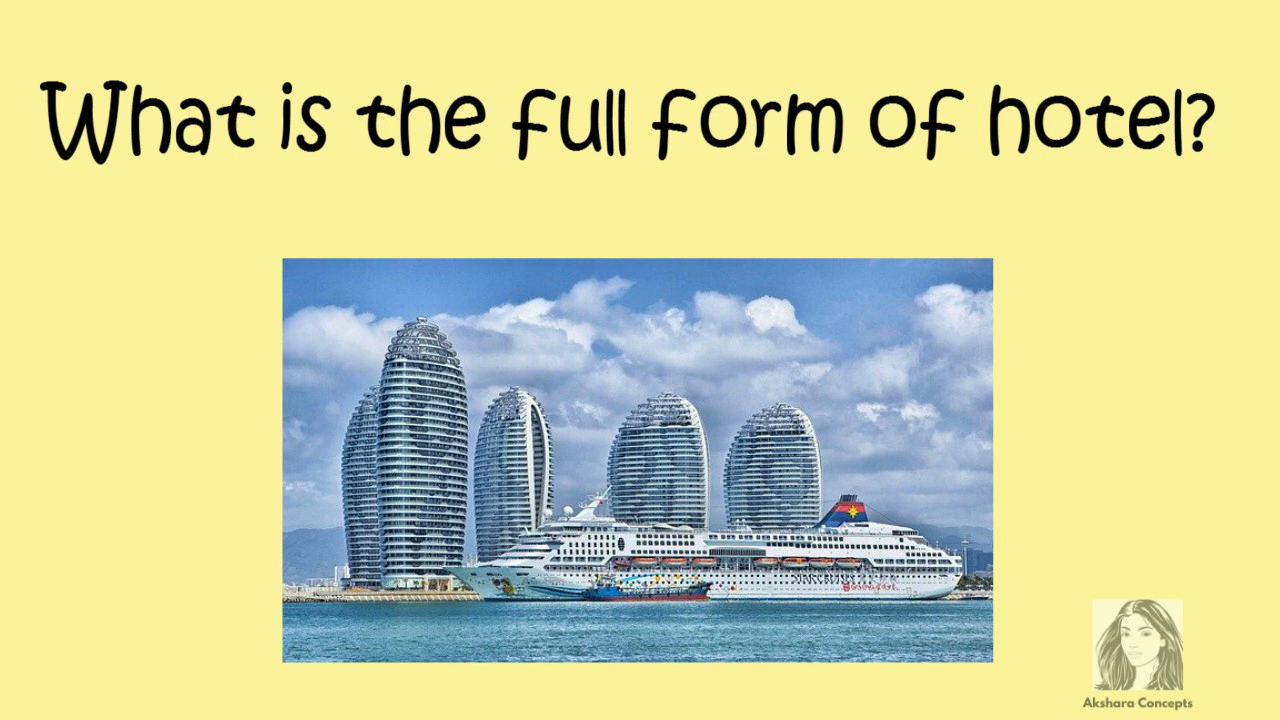 What is the full form of hotel?
Akshara Concepts